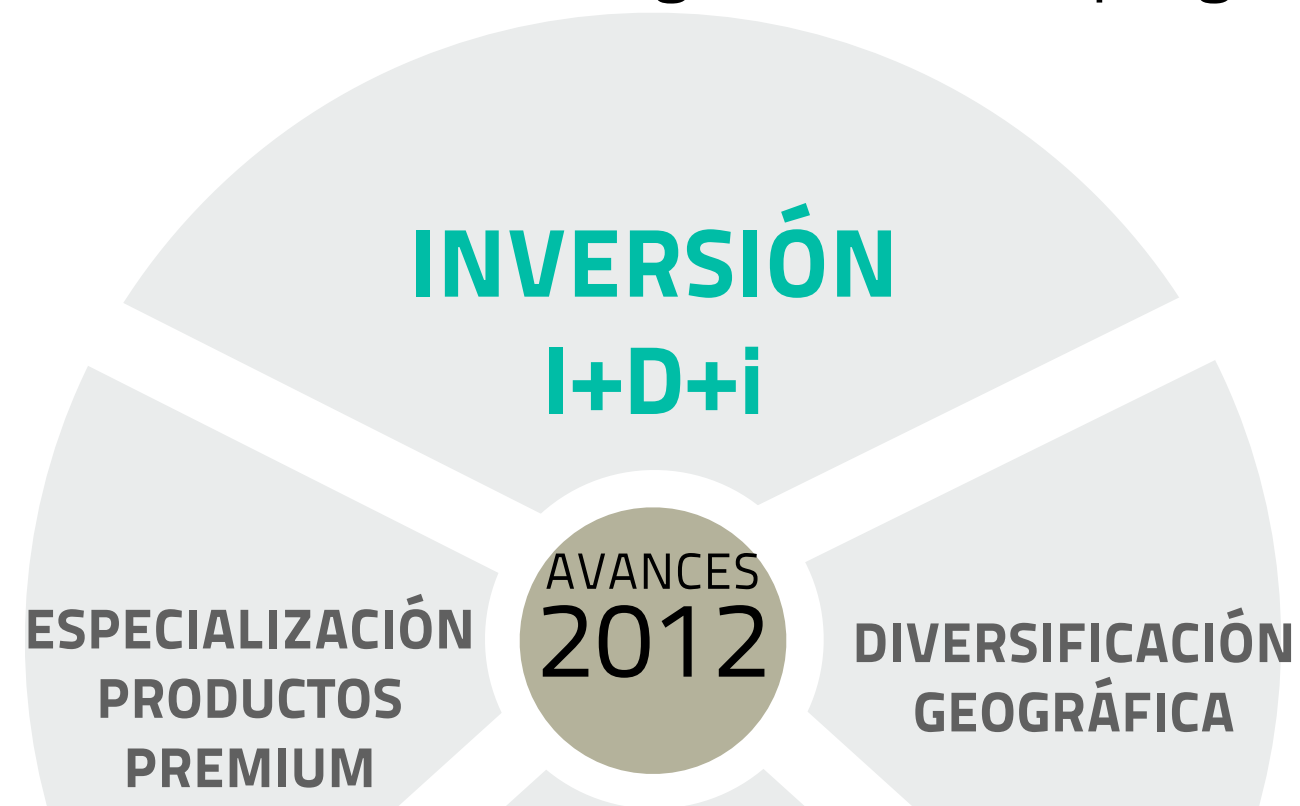 INVERSIÓN
I+D+i
AVANCES
2012
ESPECIALIZACIÓN
PRODUCTOS
PREMIUM
DIVERSIFICACIÓN
GEOGRÁFICA